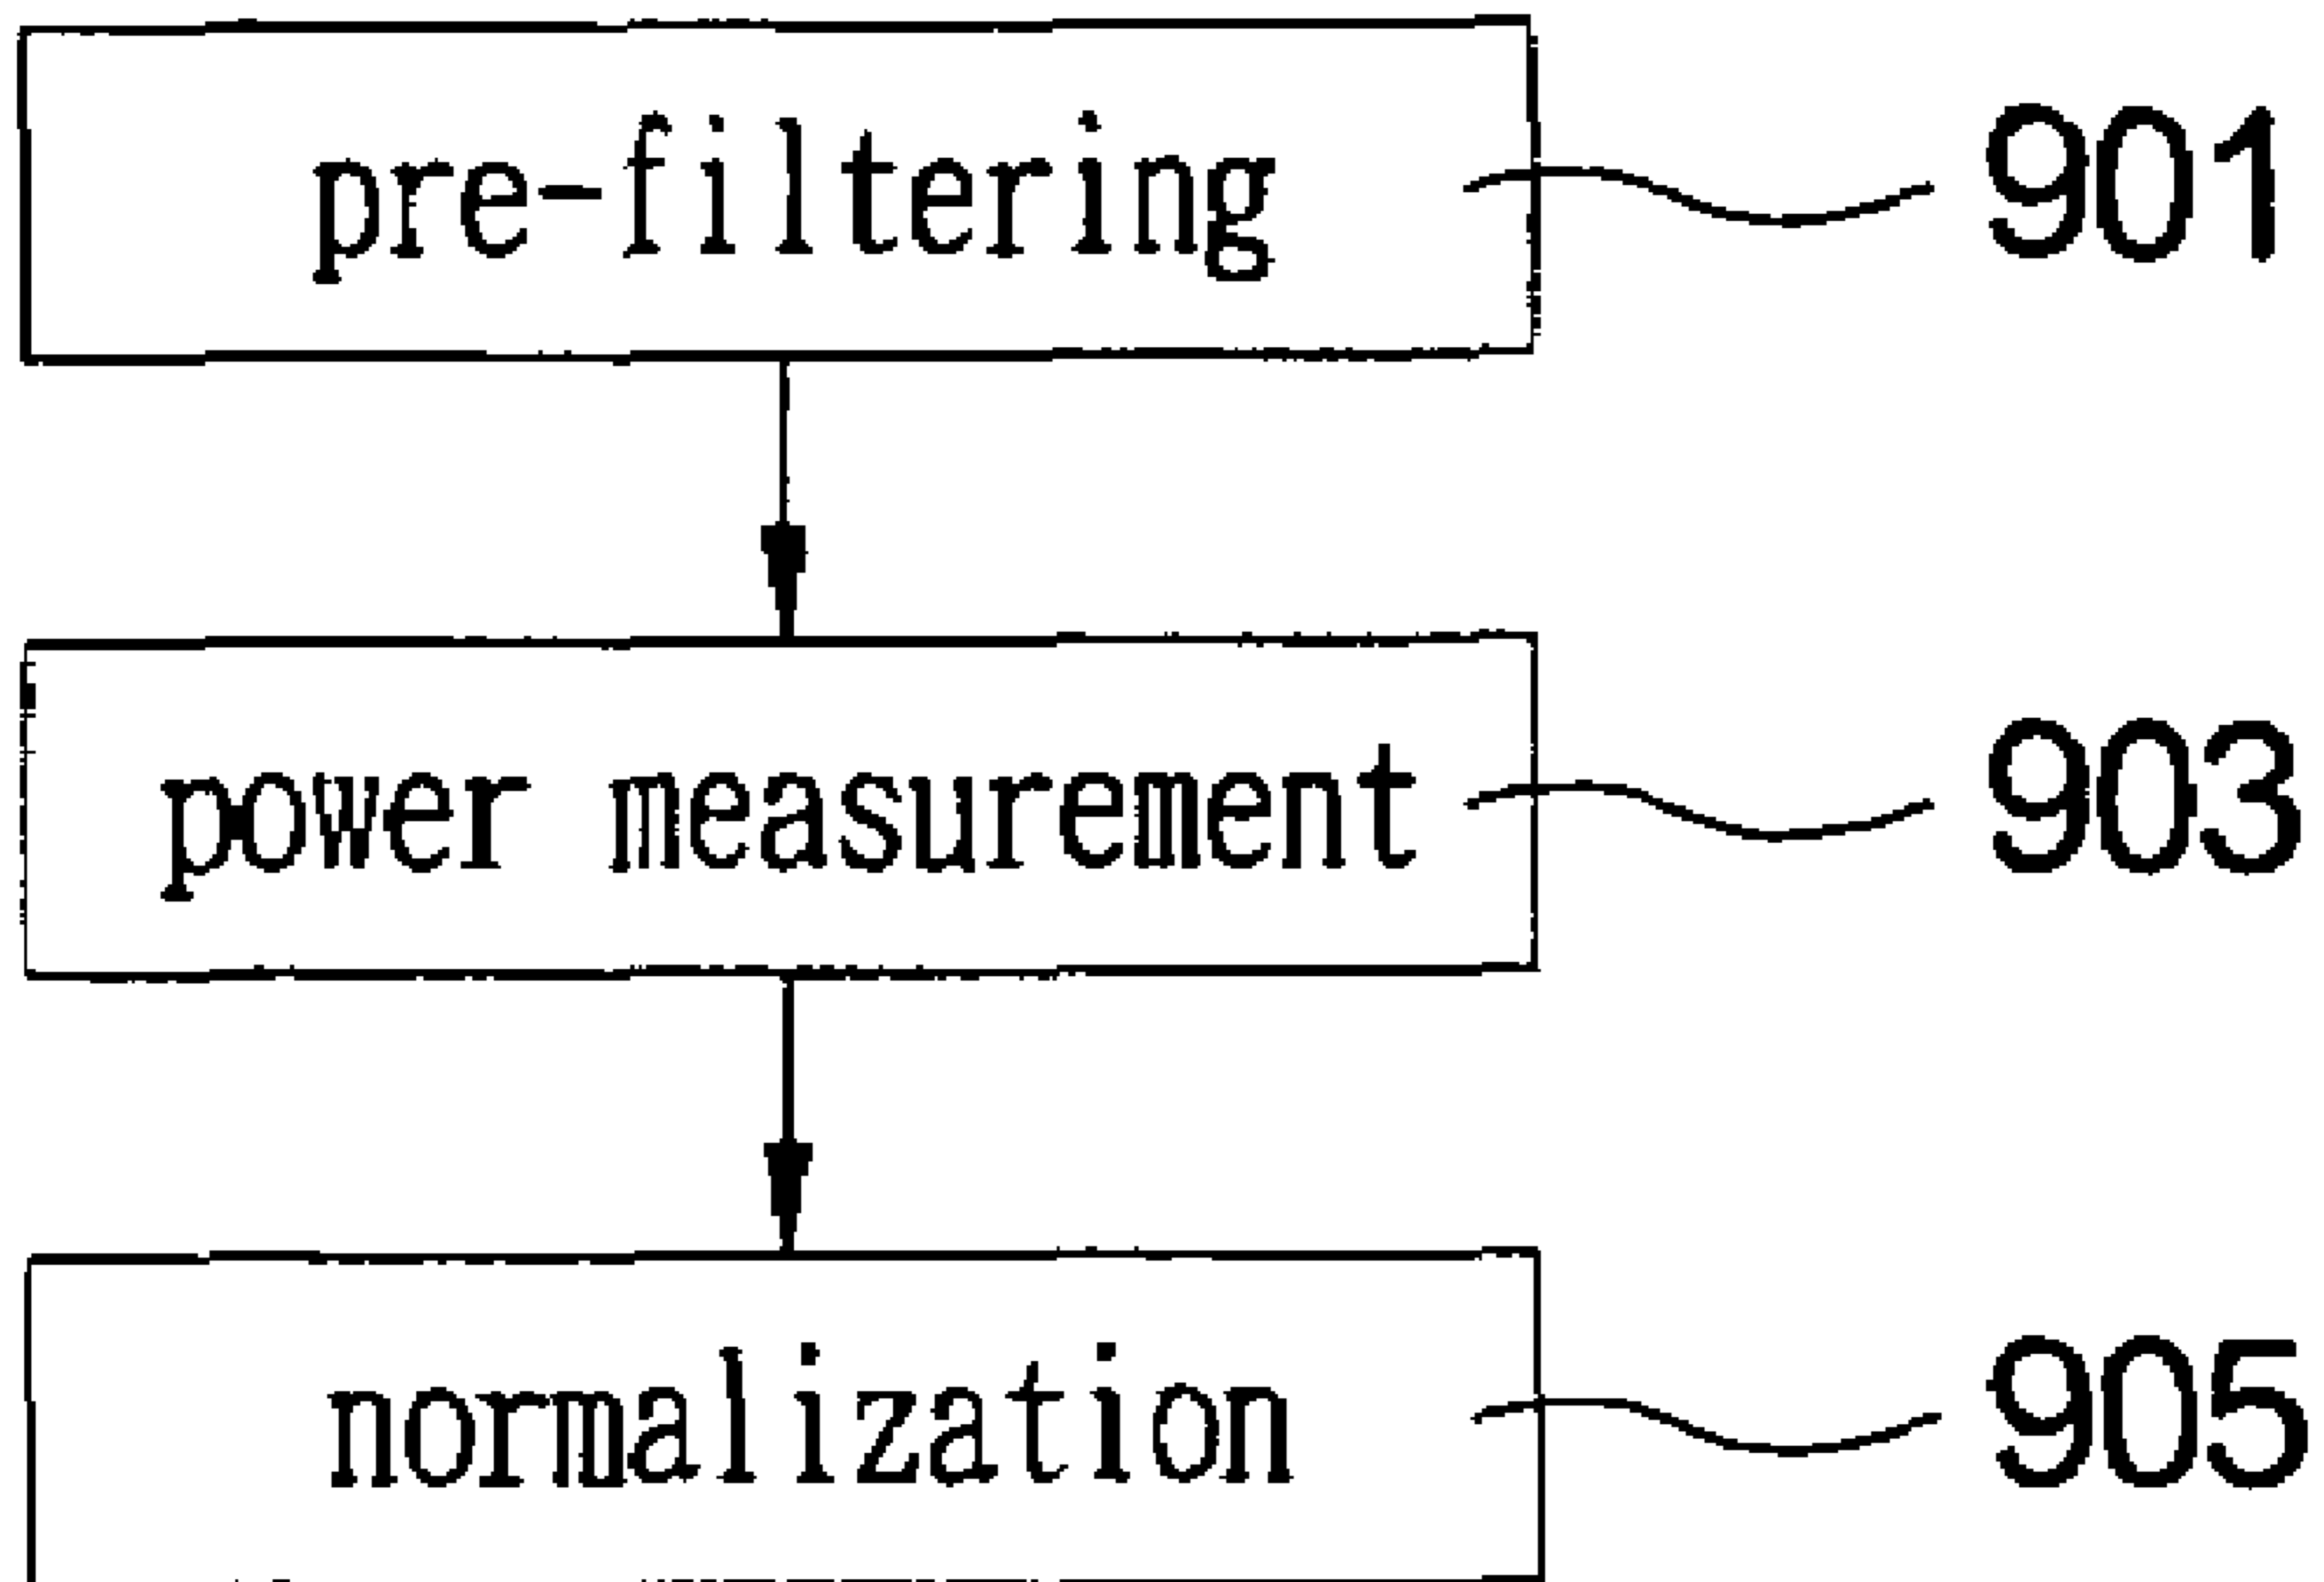 pre-filtering 901
power measurement 903
normalization 905